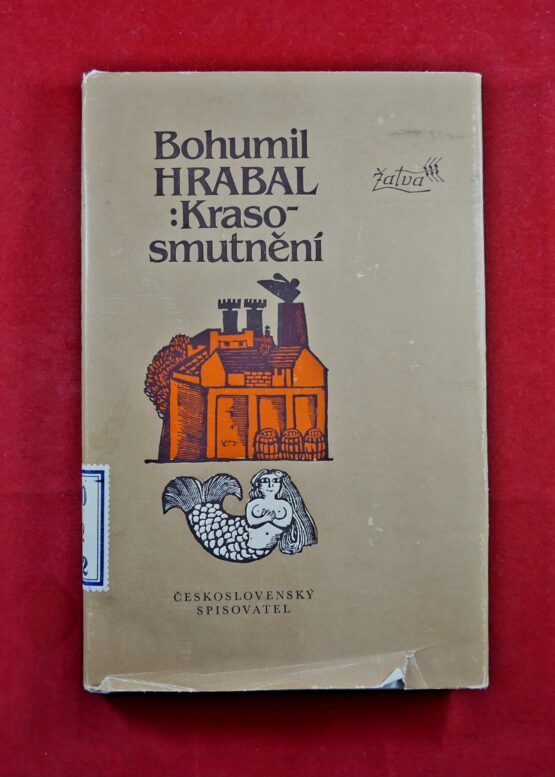 Bohumil
HRABAL
:Kraso-
smutnění
Žatva
ČESKOSLOVENSKÝ
SPISOVATEL